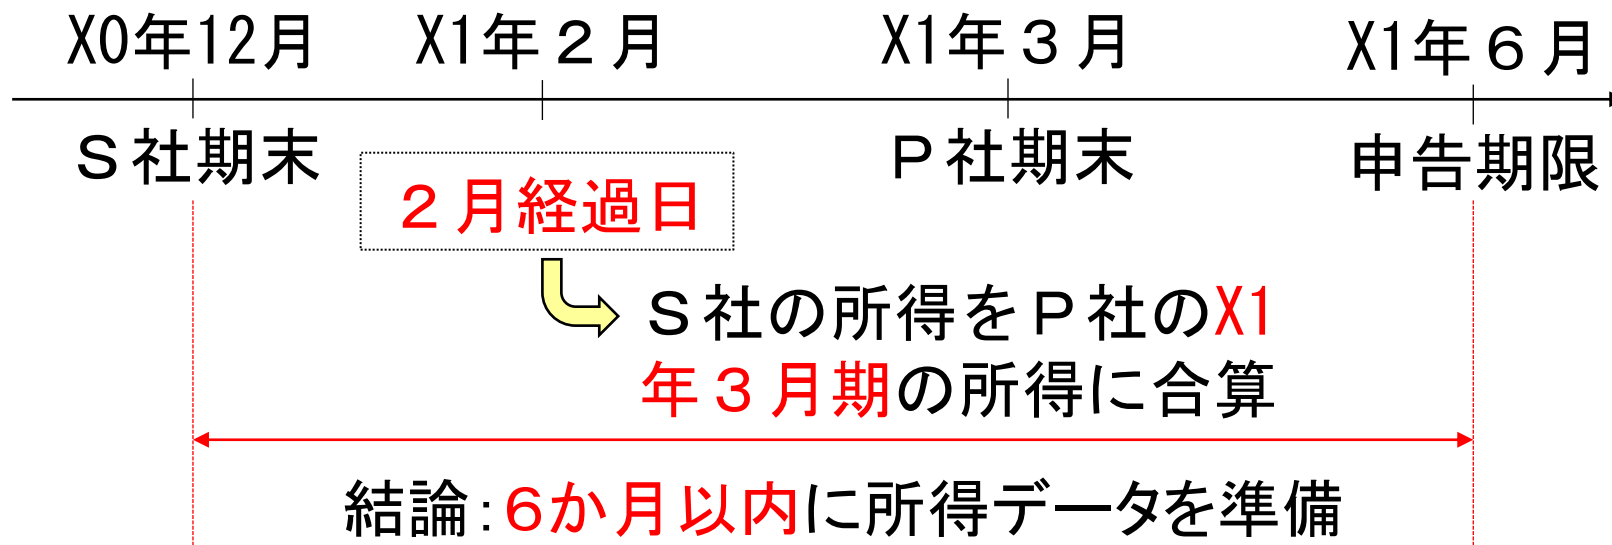 X0年12月 X1年２月 X1年３月 X1年６月
Ｓ社期末 Ｐ社期末 申告期限
２月経過日
Ｓ社の所得をＰ社のX1
年３月期の所得に合算
結論:６か月以内に所得データを準備